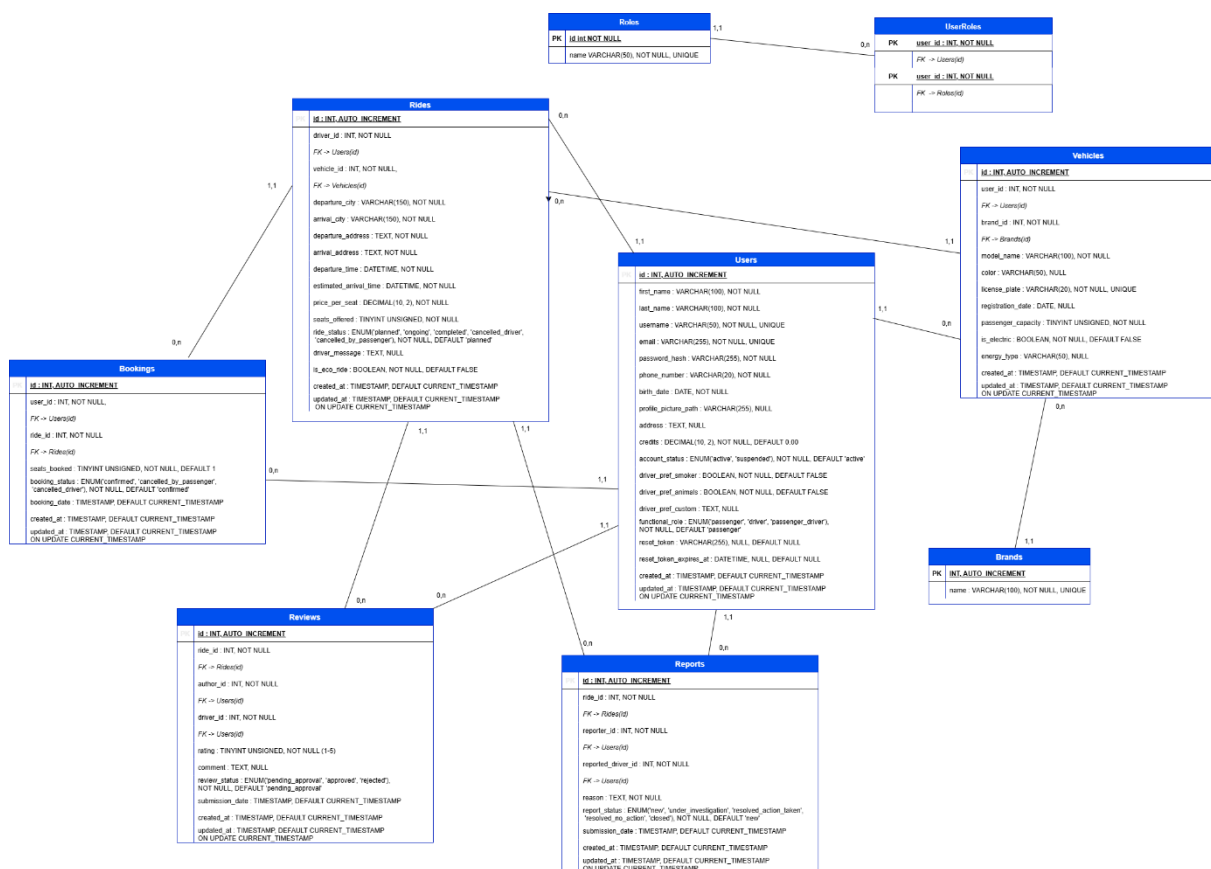 Roles
PK id int NOT NULL
name VARCHAR(50), NOT NULL, UNIQUE
UserRoles
PK user_id : INT, NOT NULL
FK -> Users(id)
PK user_id : INT, NOT NULL
FK -> Roles(id)
1,1
0,n
Rides
PK id : INT, AUTO_INCREMENT
driver_id : INT, NOT NULL
FK -> Users(id)
vehicle_id : INT, NOT NULL,
FK -> Vehicles(id)
departure_city : VARCHAR(150), NOT NULL
arrival_city : VARCHAR(150), NOT NULL
departure_address : TEXT, NOT NULL
arrival_address : TEXT, NOT NULL
departure_time : DATETIME, NOT NULL
estimated_arrival_time : DATETIME, NOT NULL
price_per_seat : DECIMAL(10, 2), NOT NULL
seats_offered : TINYINT UNSIGNED, NOT NULL
ride_status : ENUM('planned', 'ongoing', 'completed', 'cancelled_driver',
'cancelled_by_passenger'), NOT NULL, DEFAULT 'planned'
driver_message : TEXT, NULL
is_eco_ride : BOOLEAN, NOT NULL, DEFAULT FALSE
created_at : TIMESTAMP, DEFAULT CURRENT_TIMESTAMP
updated_at : TIMESTAMP, DEFAULT CURRENT_TIMESTAMP
ON UPDATE CURRENT_TIMESTAMP
0,n
0,n
1,1
1,1
1,1
Vehicles
PK id : INT, AUTO_INCREMENT
user_id : INT, NOT NULL
FK -> Users(id)
brand_id : INT, NOT NULL
FK -> Brands(id)
model_name : VARCHAR(100), NOT NULL
color : VARCHAR(50), NULL
license_plate : VARCHAR(20), NOT NULL, UNIQUE
registration_date : DATE, NULL
passenger_capacity : TINYINT UNSIGNED, NOT NULL
is_electric : BOOLEAN, NOT NULL, DEFAULT FALSE
energy_type : VARCHAR(50), NULL
created_at : TIMESTAMP, DEFAULT CURRENT_TIMESTAMP
updated_at : TIMESTAMP, DEFAULT CURRENT_TIMESTAMP
ON UPDATE CURRENT_TIMESTAMP
1,1
0,n
0,n
Users
PK id : INT, AUTO_INCREMENT
first_name : VARCHAR(100), NOT NULL
last_name : VARCHAR(100), NOT NULL
username : VARCHAR(50), NOT NULL, UNIQUE
email : VARCHAR(255), NOT NULL, UNIQUE
password_hash : VARCHAR(255), NOT NULL
phone_number : VARCHAR(20), NOT NULL
birth_date : DATE, NOT NULL
profile_picture_path : VARCHAR(255), NULL
address : TEXT, NULL
credits : DECIMAL(10, 2), NOT NULL, DEFAULT 0.00
account_status : ENUM('active', 'suspended'), NOT NULL, DEFAULT 'active'
driver_pref_smoker : BOOLEAN, NOT NULL, DEFAULT FALSE
driver_pref_animals : BOOLEAN, NOT NULL, DEFAULT FALSE
driver_pref_custom : TEXT, NULL
functional_role : ENUM('passenger', 'driver', 'passenger_driver'),
NOT NULL, DEFAULT 'passenger'
reset_token : VARCHAR(255), NULL, DEFAULT NULL
reset_token_expires_at : DATETIME, NULL, DEFAULT NULL
created_at : TIMESTAMP, DEFAULT CURRENT_TIMESTAMP
updated_at : TIMESTAMP, DEFAULT CURRENT_TIMESTAMP
ON UPDATE CURRENT_TIMESTAMP
0,n
Bookings
PK id : INT, AUTO_INCREMENT
user_id : INT, NOT NULL,
FK -> Users(id)
ride_id : INT, NOT NULL
FK -> Rides(id)
seats_booked : TINYINT UNSIGNED, NOT NULL, DEFAULT 1
booking_status : ENUM('confirmed', 'cancelled_by_passenger',
'cancelled_driver'), NOT NULL, DEFAULT 'confirmed'
booking_date : TIMESTAMP, DEFAULT CURRENT_TIMESTAMP
created_at : TIMESTAMP, DEFAULT CURRENT_TIMESTAMP
updated_at : TIMESTAMP, DEFAULT CURRENT_TIMESTAMP
ON UPDATE CURRENT_TIMESTAMP
1,1
1,1
0,n
1,1
1,1
1,1
Brands
PK INT, AUTO_INCREMENT
name : VARCHAR(100), NOT NULL, UNIQUE
0,n
0,n
Reviews
PK id : INT, AUTO_INCREMENT
ride_id : INT, NOT NULL
FK -> Rides(id)
author_id : INT, NOT NULL
FK -> Users(id)
driver_id : INT, NOT NULL
FK -> Users(id)
rating : TINYINT UNSIGNED, NOT NULL (1-5)
comment : TEXT, NULL
review_status : ENUM('pending_approval', 'approved', 'rejected'),
NOT NULL, DEFAULT 'pending_approval'
submission_date : TIMESTAMP, DEFAULT CURRENT_TIMESTAMP
created_at : TIMESTAMP, DEFAULT CURRENT_TIMESTAMP
updated_at : TIMESTAMP, DEFAULT CURRENT_TIMESTAMP
ON UPDATE CURRENT_TIMESTAMP
1,1
0,n
0,n
Reports
PK id : INT, AUTO_INCREMENT
ride_id : INT, NOT NULL
FK -> Rides(id)
reporter_id : INT, NOT NULL
FK -> Users(id)
reported_driver_id : INT, NOT NULL
FK -> Users(id)
reason : TEXT, NOT NULL
report_status : ENUM('new', 'under_investigation', 'resolved_action_taken',
'resolved_no_action', 'closed'), NOT NULL, DEFAULT 'new'
submission_date : TIMESTAMP, DEFAULT CURRENT_TIMESTAMP
created_at : TIMESTAMP, DEFAULT CURRENT_TIMESTAMP
updated_at : TIMESTAMP, DEFAULT CURRENT_TIMESTAMP
ON UPDATE CURRENT_TIMESTAMP